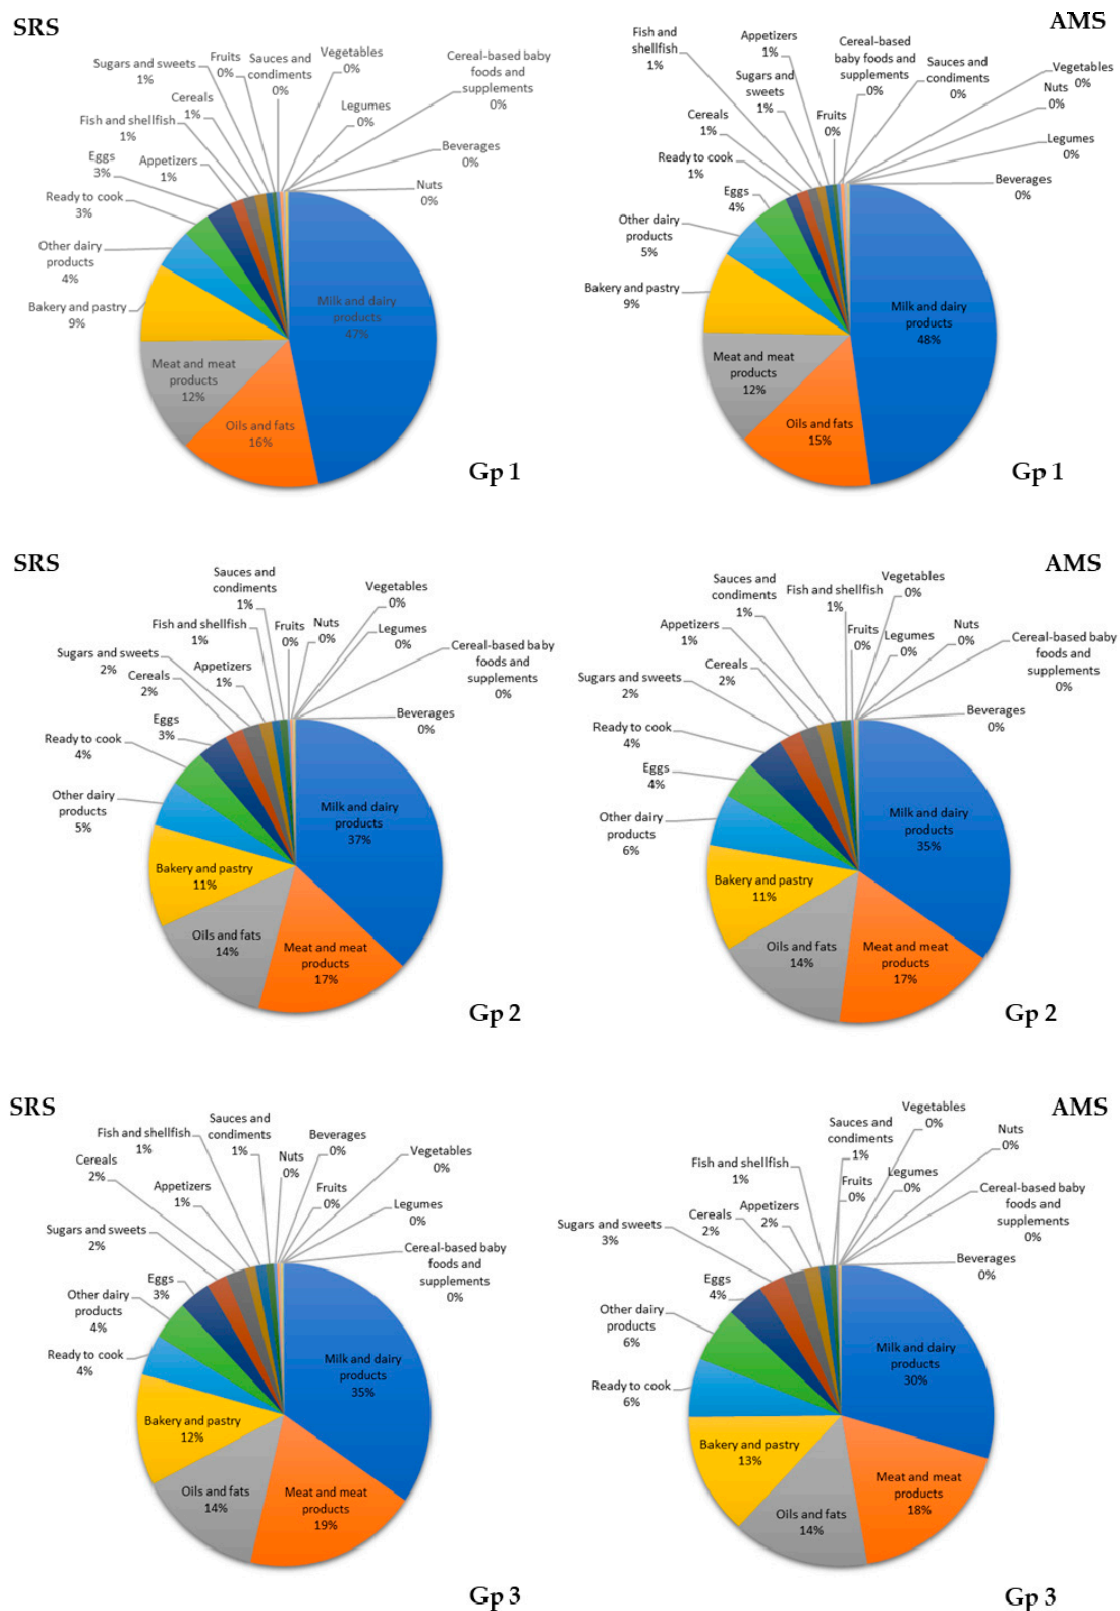 SRS
Sugars and sweets
1%
Fruits
0%
Sauces and
condiments
0%
Vegetables
0%
Cereal-based baby
foods and
supplements
0%
Cereals
1%
Legumes
0%
Fish and shellfish
1%
Beverages
0%
Eggs
3%
Appetizers
1%
Nuts
0%
Ready to cook
3%
Other dairy
products
4%
Bakery and pastry
9%
Milk and dairy
products
47%
Meat and meat
products
12%
Oils and fats
16%
Gp 1
AMS
Fish and
shellfish
1%
Appetizers
1%
Cereal-based
baby foods and
supplements
0%
Sauces and
condiments
0%
Vegetables
0%
Sugars and
sweets
1%
Nuts
0%
Cereals
1%
Fruits
0%
Legumes
0%
Ready to cook
1%
Beverages
0%
Eggs
4%
Other dairy
products
5%
Bakery and pastry
9%
Milk and dairy
products
48%
Meat and meat
products
12%
Oils and fats
15%
Gp 1
SRS
Sauces and
condiments
1%
Vegetables
0%
Fish and shellfish
1%
Fruits
0%
Nuts
0%
Legumes
0%
Cereal-based baby
foods and
supplements
0%
Sugars and sweets
2%
Cereals
2%
Appetizers
1%
Beverages
0%
Eggs
3%
Ready to cook
4%
Other dairy
products
5%
Milk and dairy
products
37%
Bakery and pastry
11%
Oils and fats
14%
Meat and meat
products
17%
Gp 2
AMS
Sauces and
condiments
1%
Fish and shellfish
1%
Vegetables
0%
Appetizers
1%
Fruits
0%
Legumes
0%
Nuts
0%
Cereal-based baby
foods and
supplements
0%
Cereals
2%
Sugars and sweets
2%
Beverages
0%
Ready to cook
4%
Eggs
4%
Other dairy
products
6%
Milk and dairy
products
35%
Bakery and pastry
11%
Oils and fats
14%
Meat and meat
products
17%
Gp 2
SRS
Fish and shellfish
1%
Sauces and
condiments
1%
Nuts
0%
Beverages
0%
Vegetables
0%
Cereals
2%
Appetizers
1%
Fruits
0%
Legumes
0%
Sugars and sweets
2%
Cereal-based baby
foods and
supplements
0%
Eggs
3%
Other dairy
products
4%
Ready to cook
4%
Milk and dairy
products
35%
Bakery and pastry
12%
Oils and fats
14%
Meat and meat
products
19%
Gp 3
AMS
Vegetables
0%
Sauces and
condiments
1%
Nuts
0%
Fish and shellfish
1%
Fruits
0%
Legumes
0%
Cereal-based baby
foods and
supplements
0%
Appetizers
2%
Cereals
2%
Sugars and sweets
3%
Beverages
0%
Eggs
4%
Other dairy
products
6%
Ready to cook
6%
Milk and dairy
products
30%
Bakery and pastry
13%
Oils and fats
14%
Meat and meat
products
18%
Gp 3